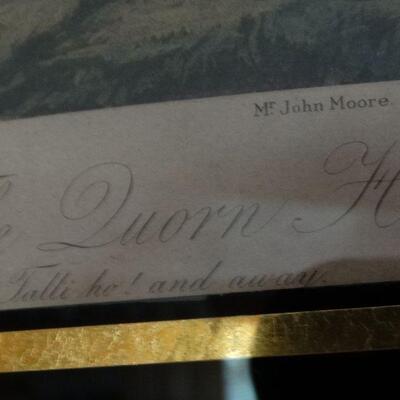 Mr John Moore.
Quorn
Talli ho! and away.